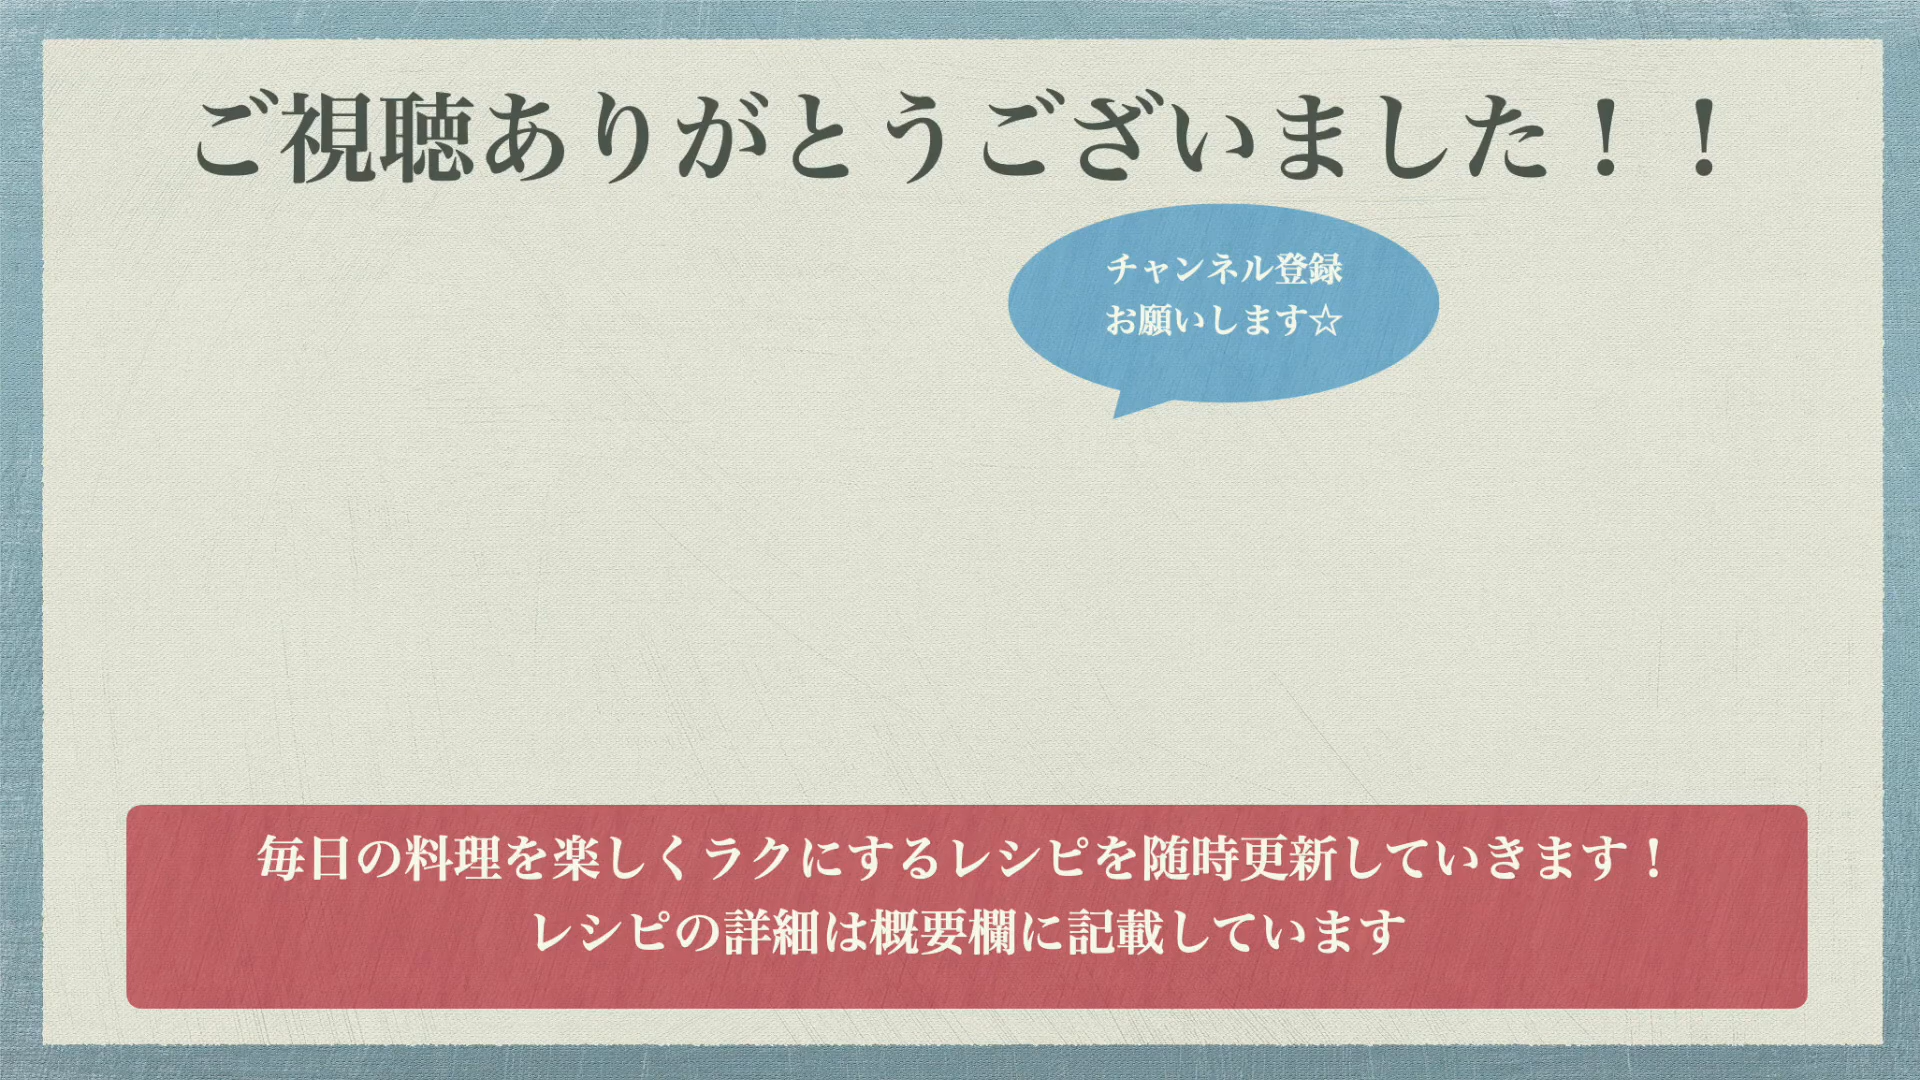 ご視聴ありがとうございました！！
チャンネル登録
お願いします☆
毎日の料理を楽しくラクにするレシピを随時更新していきます！
レシピの詳細は概要欄に記載しています